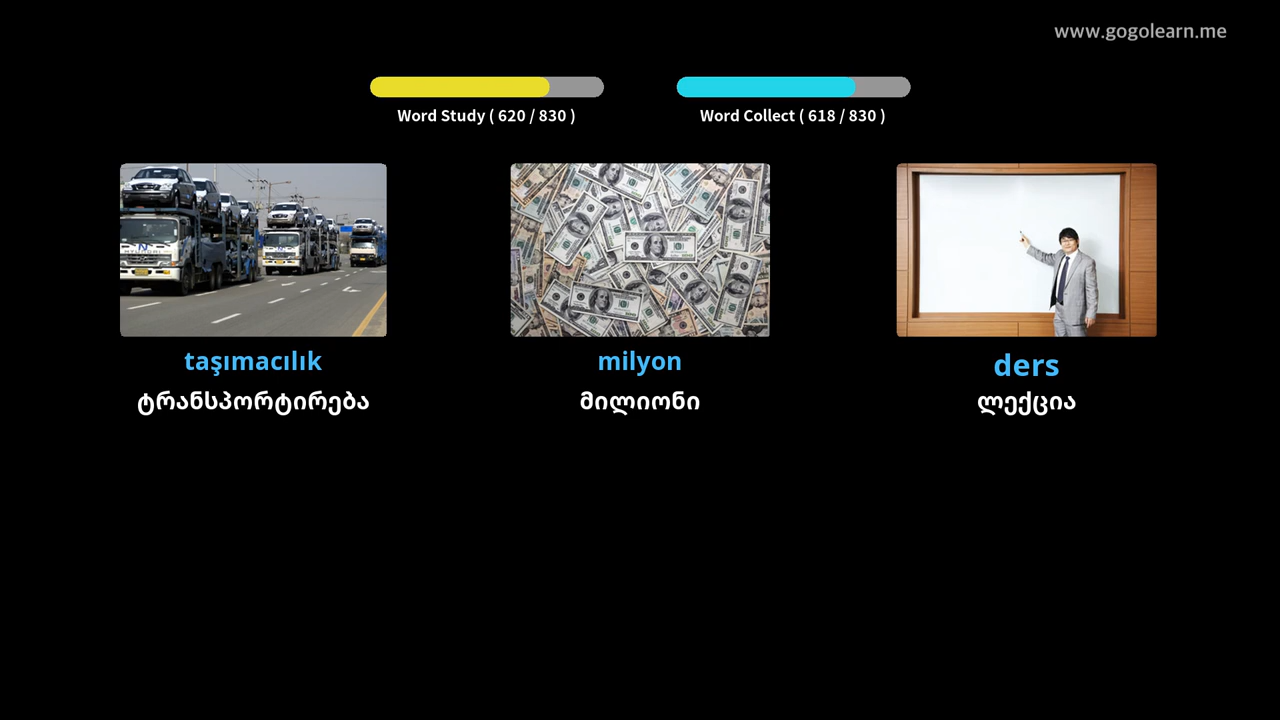 www.gogolearn.me
Word Study ( 620 / 830 )
Word Collect ( 618 / 830 )
taşımacılık
ტრანსპორტირება
milyon
მილიონი
ders
ლექცია